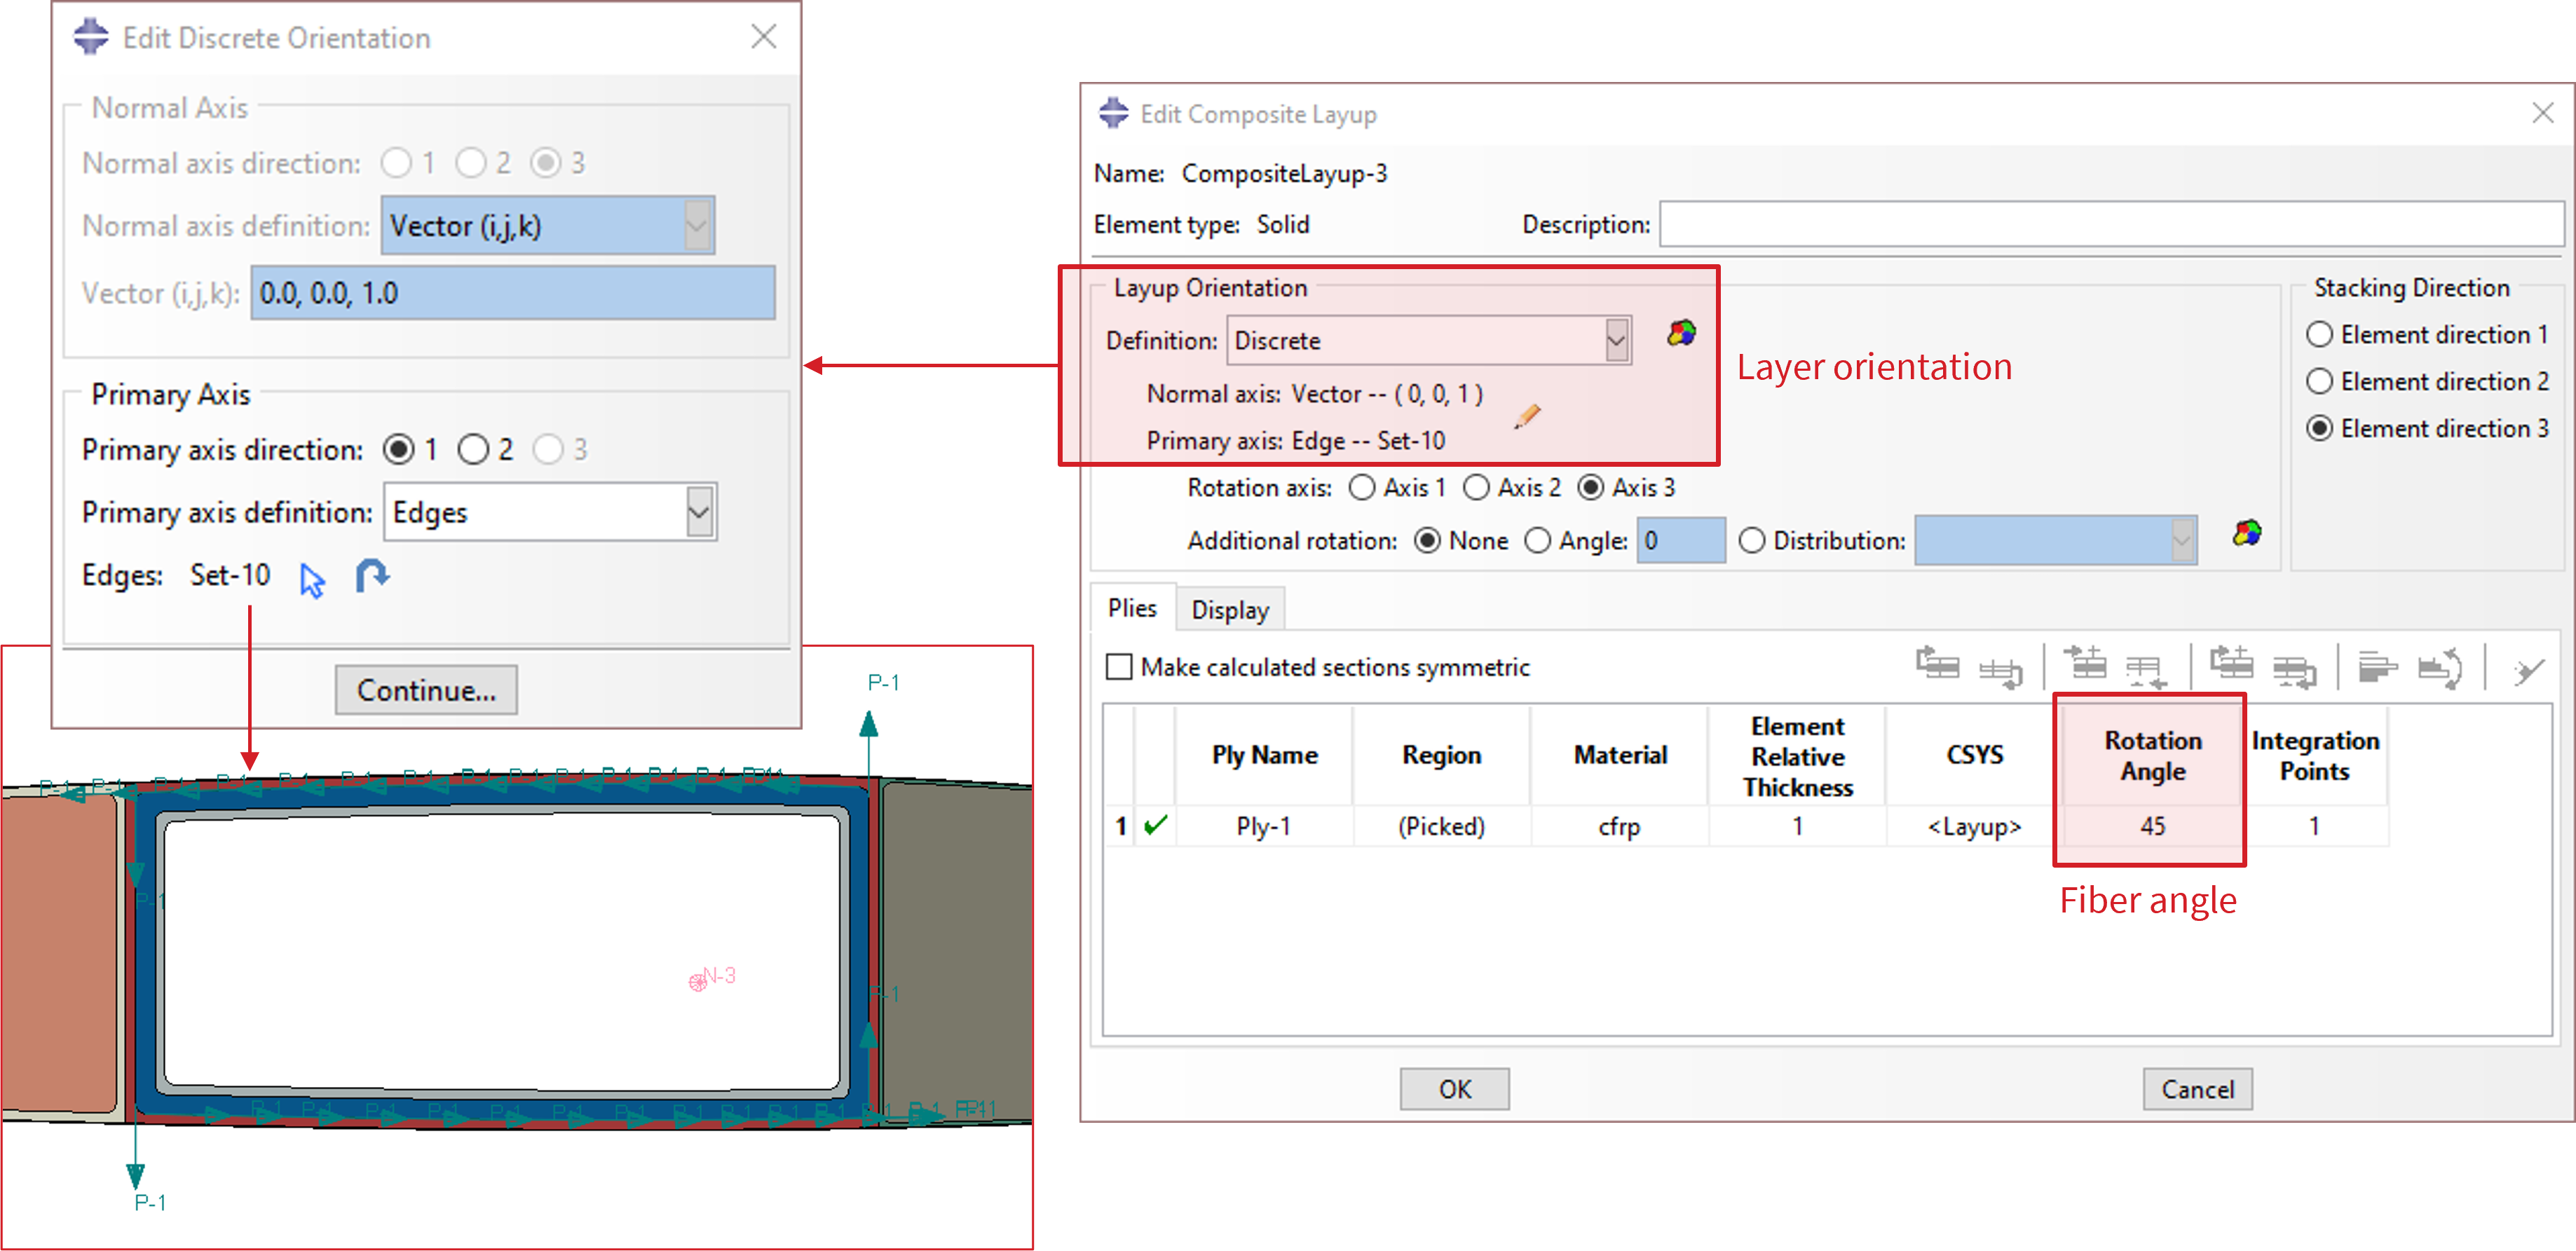 Edit Discrete Orientation
Normal Axis
Normal axis direction: 1 2 3
Normal axis definition: Vector (i,j,k)
Vector (i,j,k): 0.0, 0.0, 1.0
Primary Axis
Primary axis direction: 1 2 3
Primary axis definition: Edges
Edges: Set-10
Continue...
Edit Composite Layup
Name: CompositeLayup-3
Element type: Solid Description:
Layup Orientation
Definition: Discrete
Normal axis: Vector -- ( 0, 0, 1 )
Primary axis: Edge -- Set-10
Layer orientation
Stacking Direction
Element direction 1
Element direction 2
Element direction 3
Rotation axis: Axis 1 Axis 2 Axis 3
Additional rotation: None Angle: 0 Distribution:
Plies Display
Make calculated sections symmetric
Ply Name Region Material Element Relative Thickness CSYS Rotation Angle Integration Points
1 Ply-1 (Picked) cfrp 1 <Layup> 45 1
Fiber angle
OK Cancel
P-1
N-3
P-1